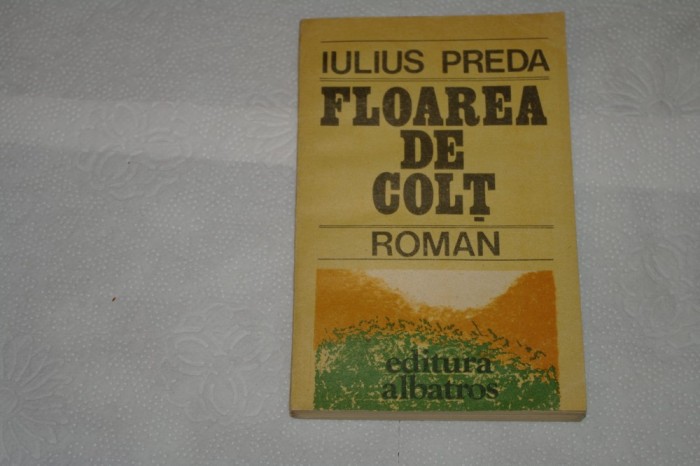 IULIUS PREDA
FLOAREA
DE
COLȚ
ROMAN
editura
albatros